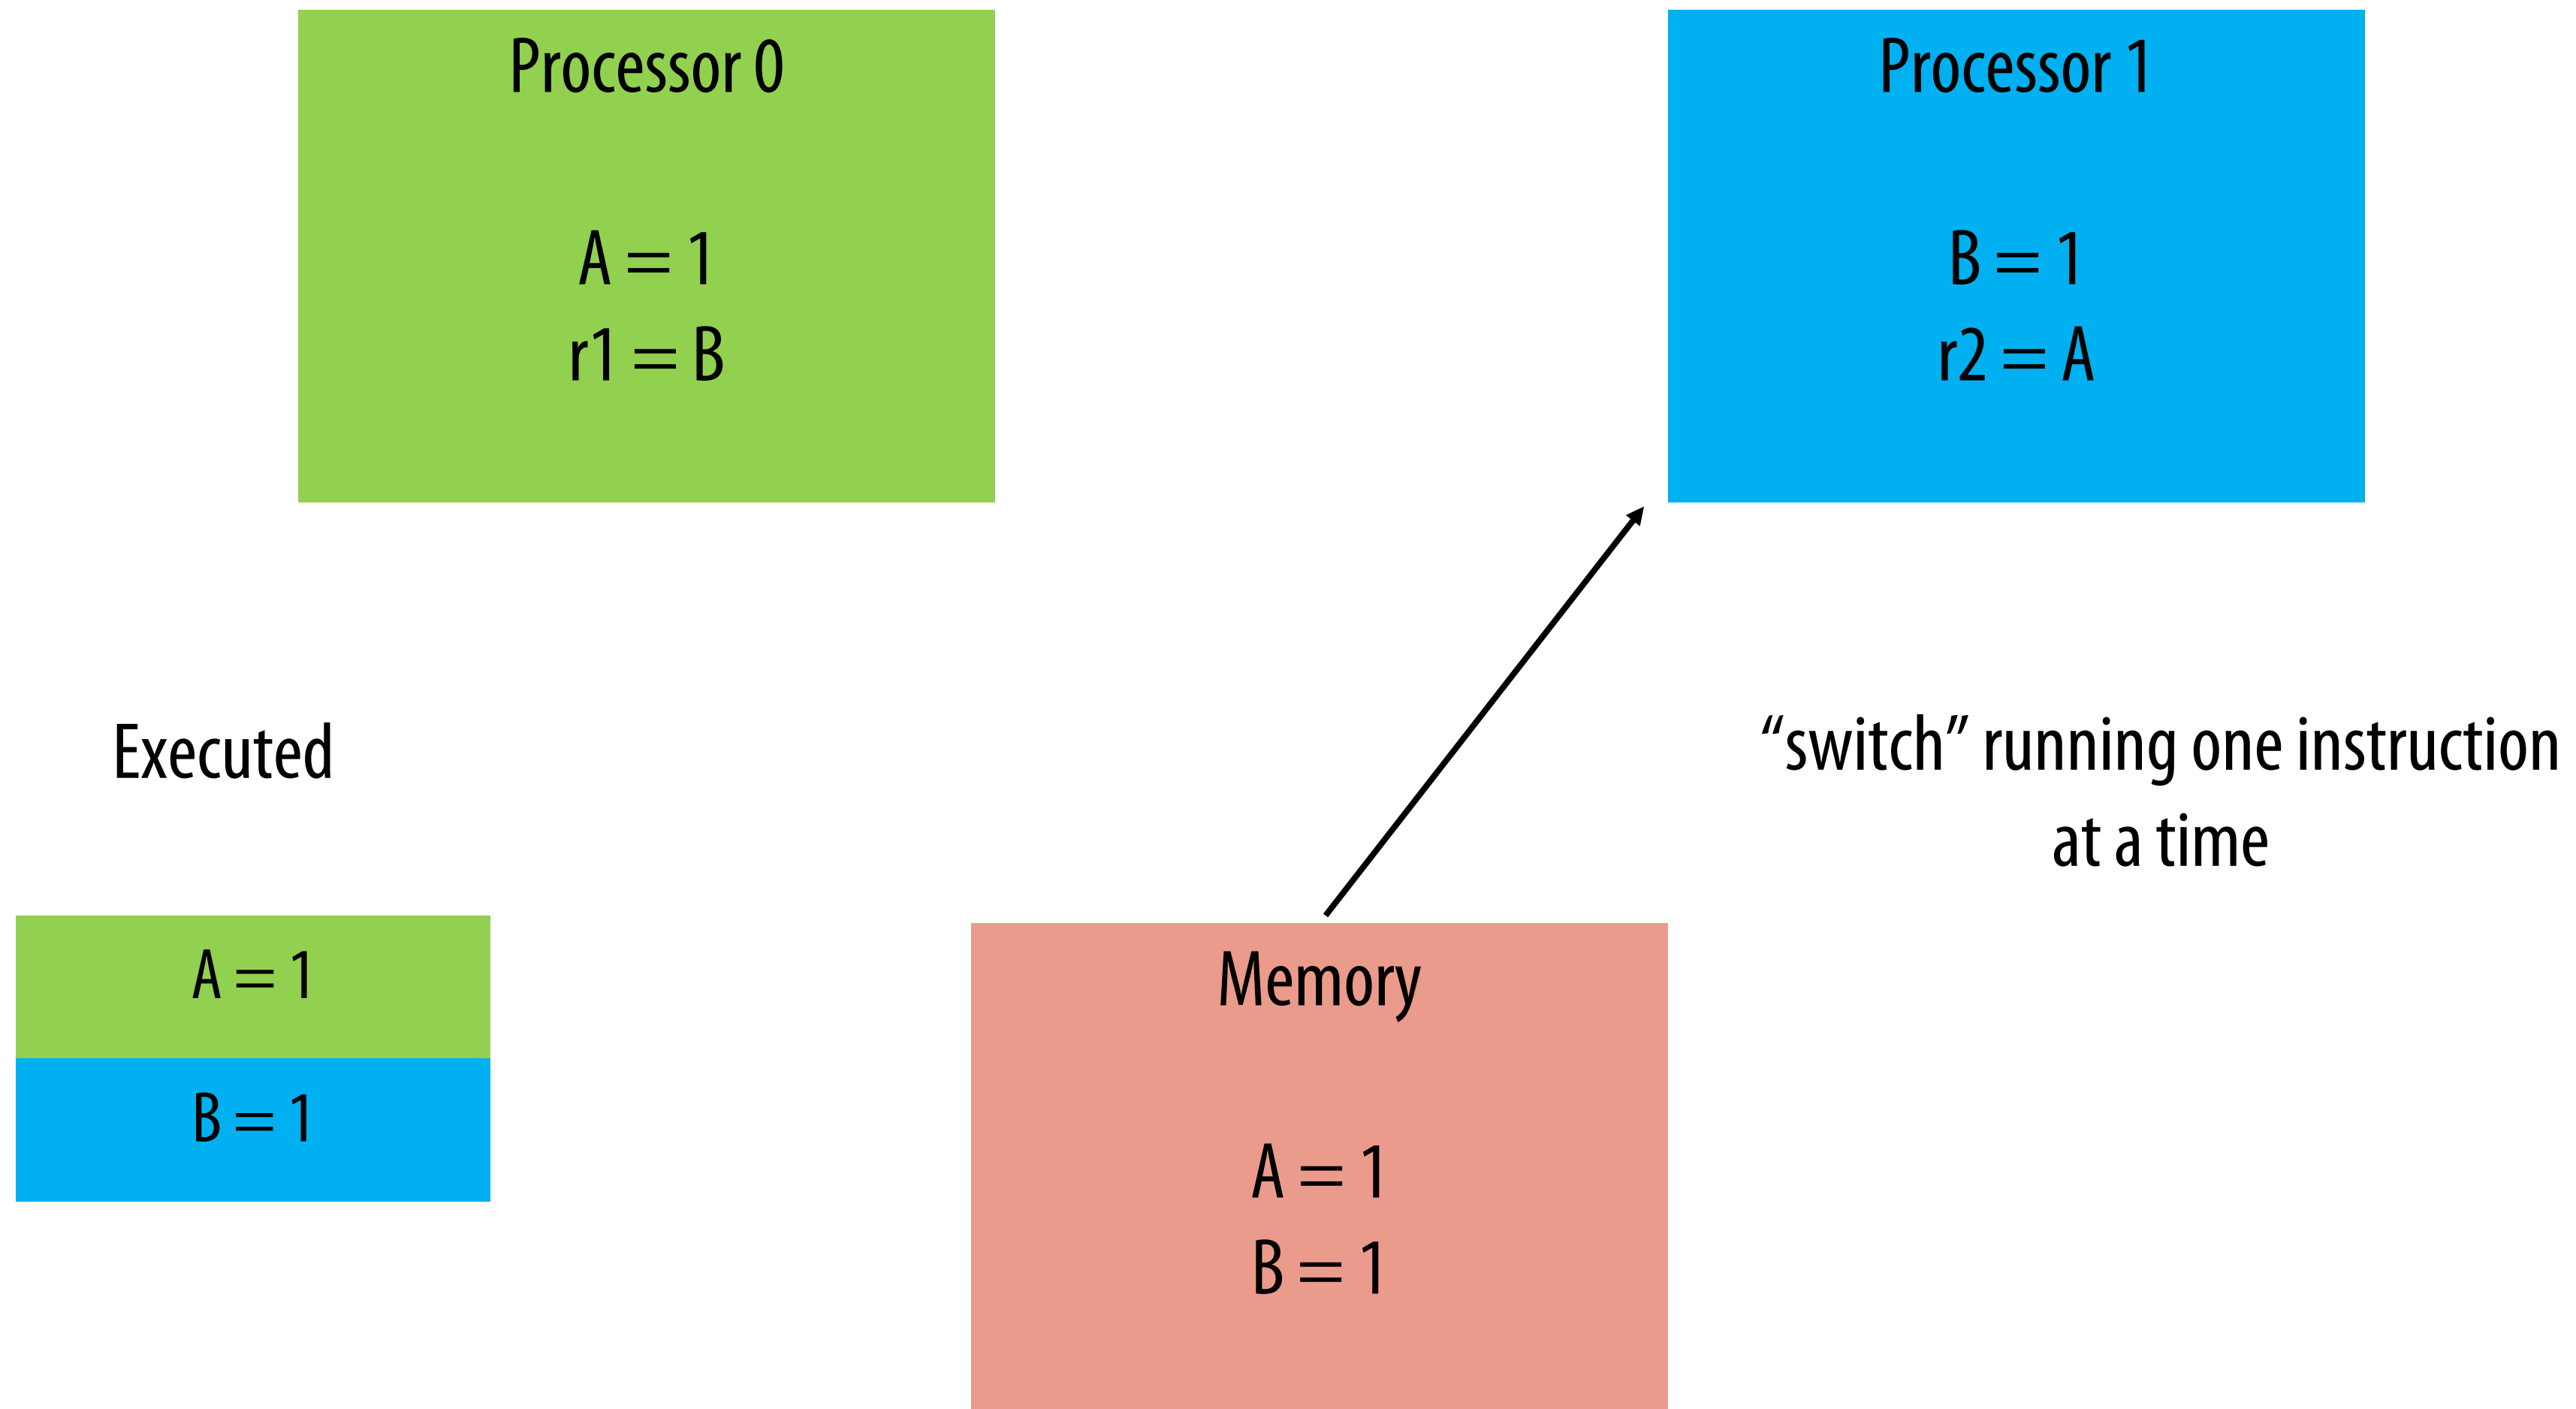 Processor 0
A = 1
r1 = B
Processor 1
B = 1
r2 = A
Executed
“switch” running one instruction
at a time
A = 1
B = 1
Memory
A = 1
B = 1